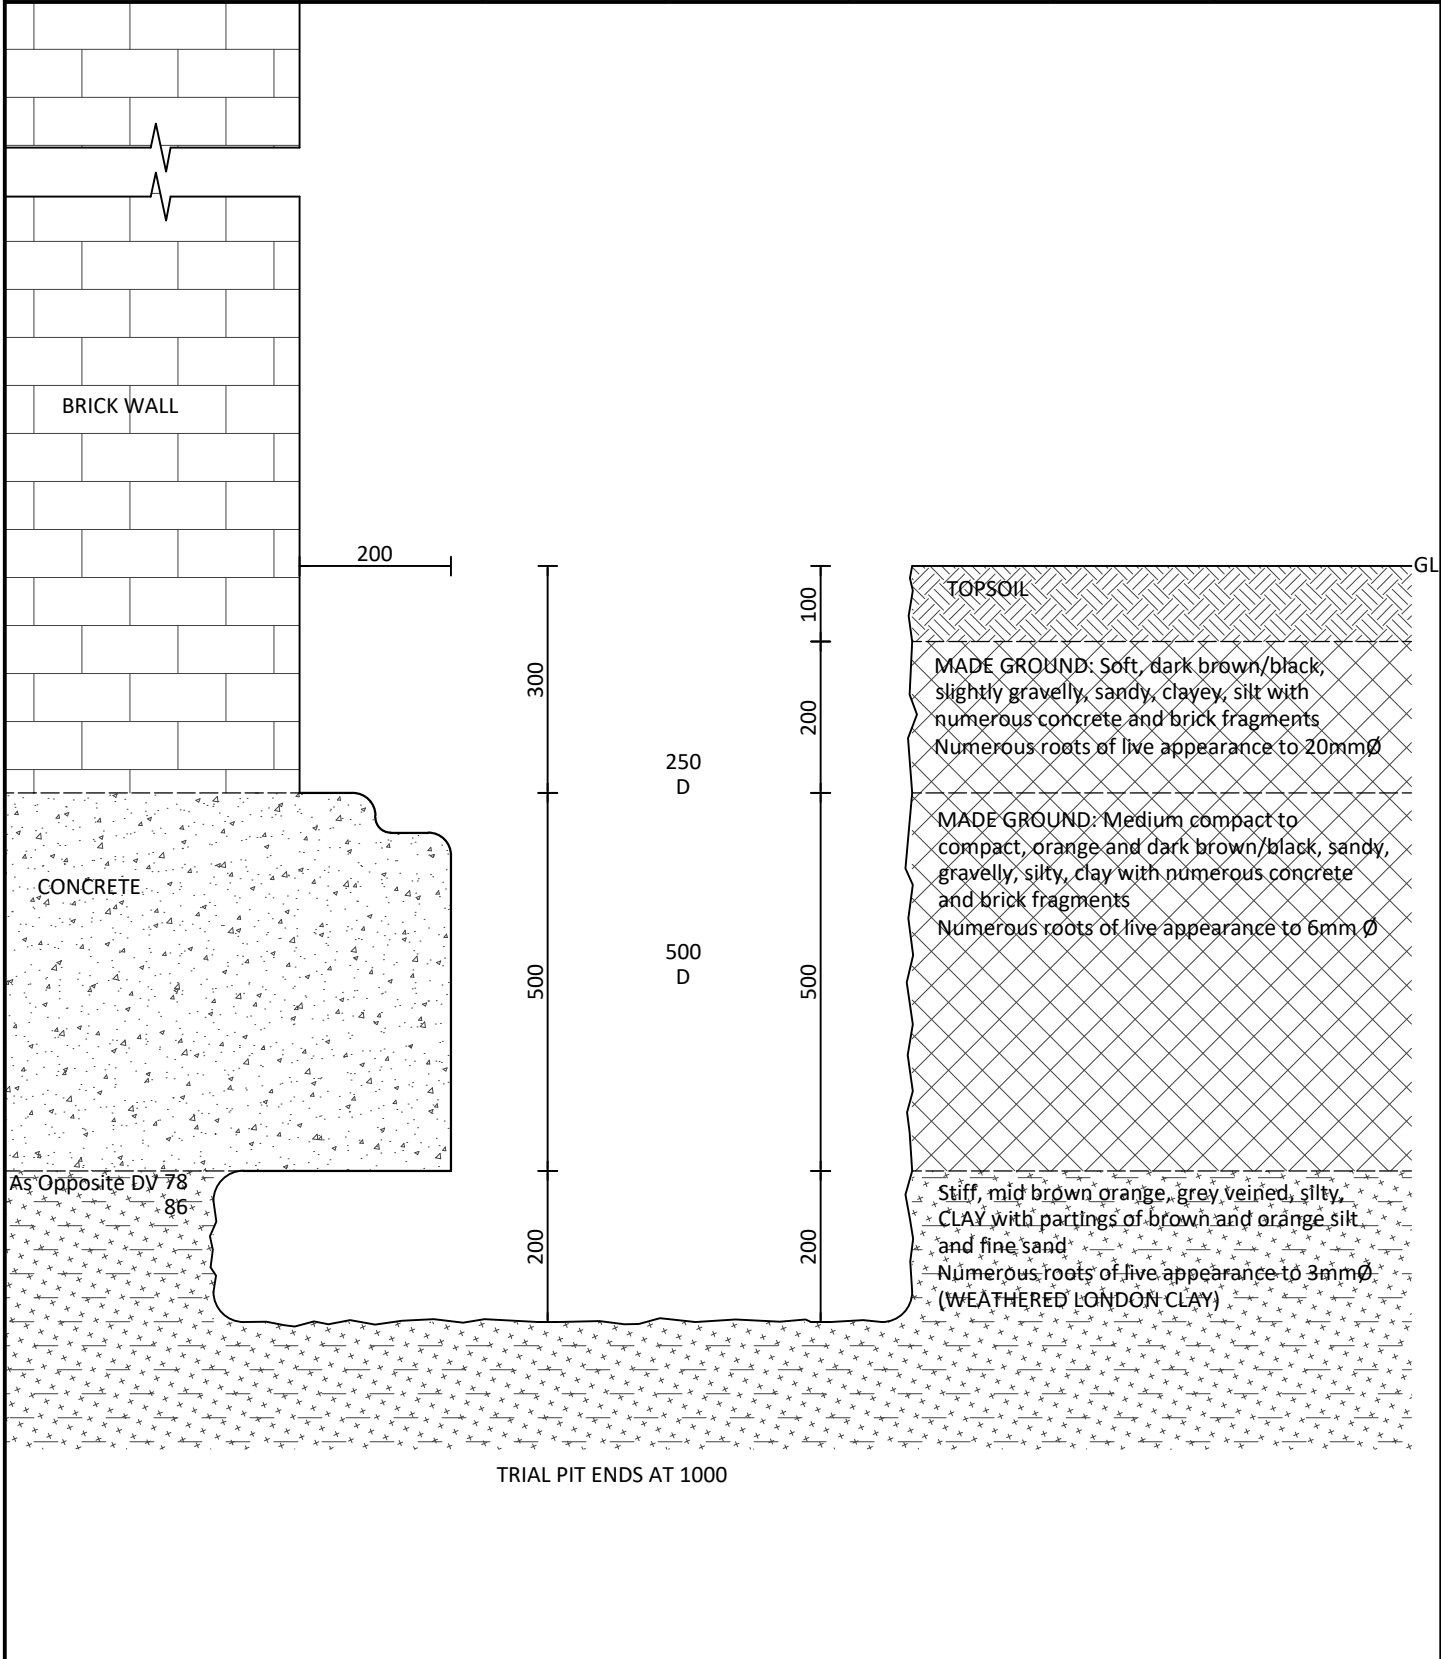 BRICK WALL
200
GL
TOPSOIL
100
300
MADE GROUND: Soft, dark brown/black,
slightly gravelly, sandy, clayey, silt with
numerous concrete and brick fragments
Numerous roots of live appearance to 20mmØ
200
250
D
MADE GROUND: Medium compact to
compact, orange and dark brown/black, sandy,
gravelly, silty, clay with numerous concrete
and brick fragments
Numerous roots of live appearance to 6mm Ø
CONCRETE
500
D
500
500
As Opposite DV 78
86
Stiff, mid brown orange, grey veined, silty,
CLAY with partings of brown and orange silt
and fine sand
Numerous roots of live appearance to 3mmØ
(WEATHERED LONDON CLAY)
200
200
TRIAL PIT ENDS AT 1000